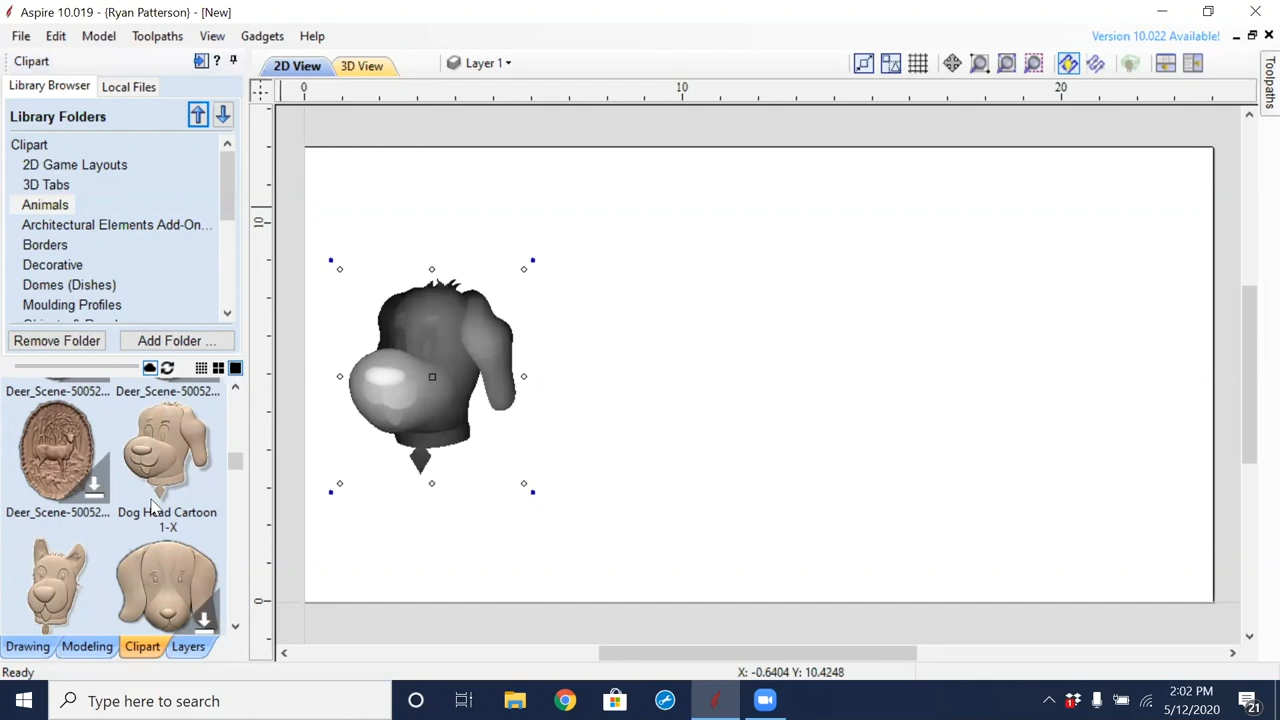 Aspire 10.019 - {Ryan Patterson} - [New]
File Edit Model Toolpaths View Gadgets Help
Version 10.022 Available!
Clipart
?
2D View 3D View
Layer 1
Library Browser Local Files
0 10 20
Toolpaths
Library Folders
Clipart
2D Game Layouts
3D Tabs
Animals
Architectural Elements Add-On...
Borders
Decorative
Domes (Dishes)
Moulding Profiles
10
0
Remove Folder Add Folder ...
Deer_Scene-50052... Deer_Scene-50052...
Deer_Scene-50052... Dog Head Cartoon
1-X
Drawing Modeling Clipart Layers
Ready
X: -0.6404 Y: 10.4248
Type here to search
2:02 PM
5/12/2020
21